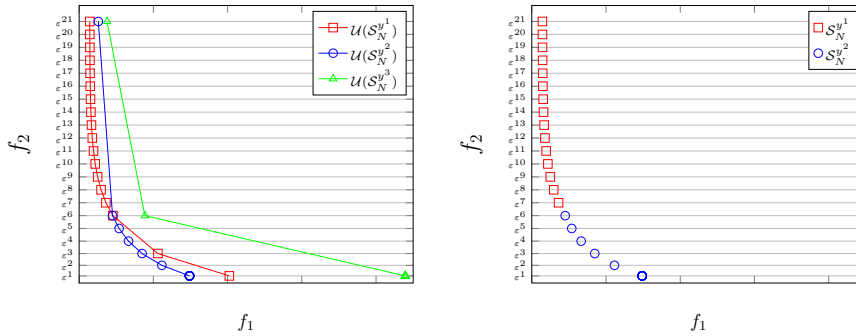 f₂
ε²¹
ε²⁰
ε¹⁹
ε¹⁸
ε¹⁷
ε¹⁶
ε¹⁵
ε¹⁴
ε¹³
ε¹²
ε¹¹
ε¹⁰
ε⁹
ε⁸
ε⁷
ε⁶
ε⁵
ε⁴
ε³
ε²
ε¹
𝒰(𝒮_N^{y^1})
𝒰(𝒮_N^{y^2})
𝒰(𝒮_N^{y^3})
f₁
f₂
ε²¹
ε²⁰
ε¹⁹
ε¹⁸
ε¹⁷
ε¹⁶
ε¹⁵
ε¹⁴
ε¹³
ε¹²
ε¹¹
ε¹⁰
ε⁹
ε⁸
ε⁷
ε⁶
ε⁵
ε⁴
ε³
ε²
ε¹
𝒮_N^{y^1}
𝒮_N^{y^2}
f₁